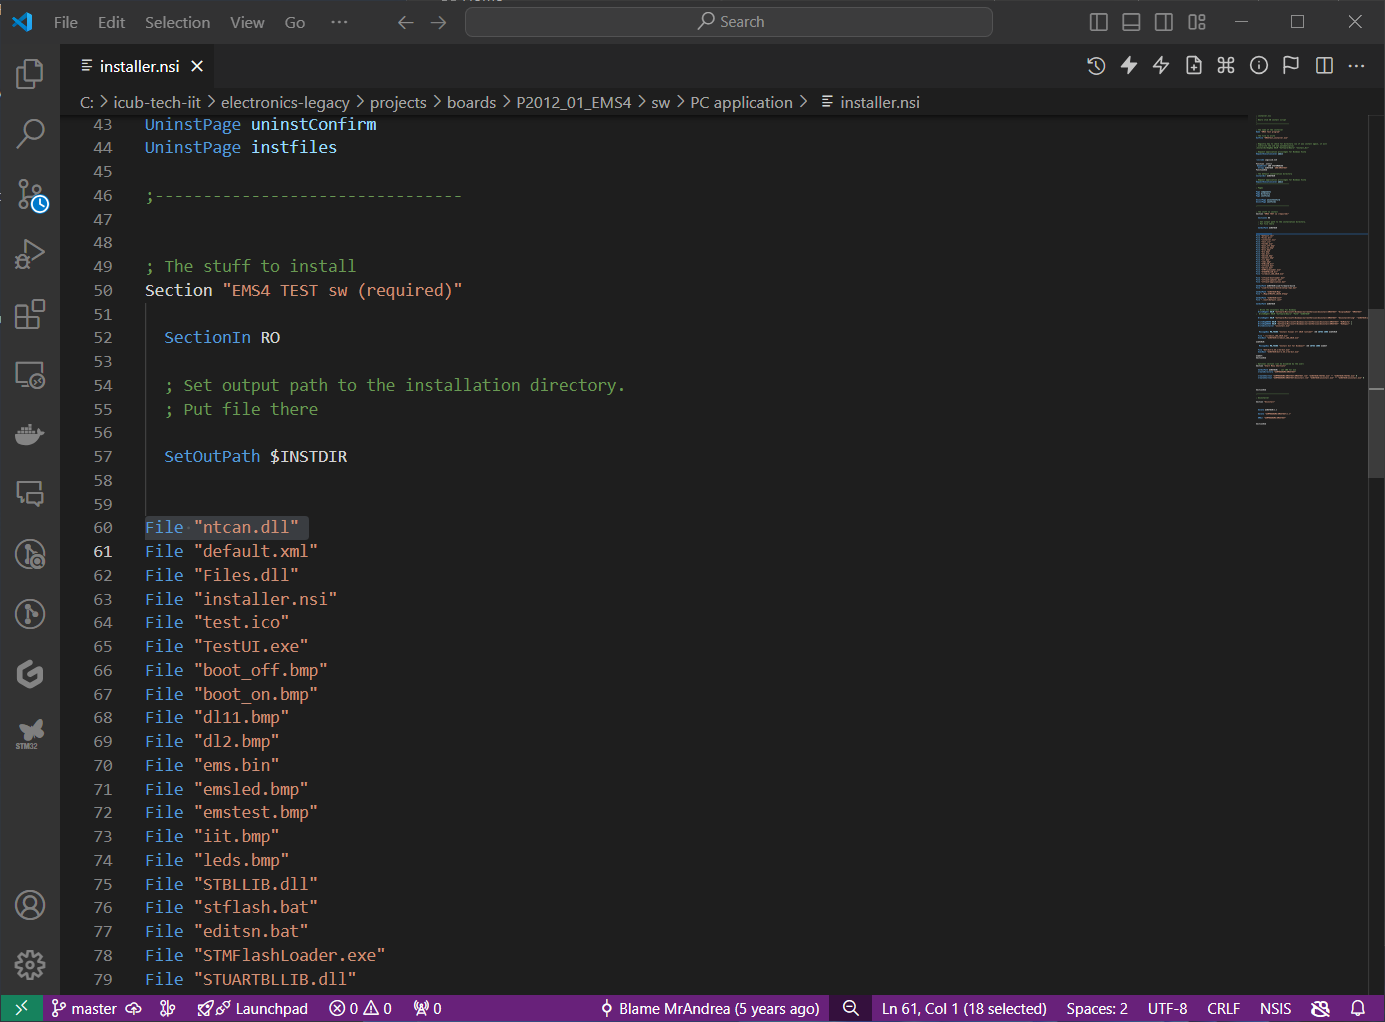 File Edit Selection View Go ··· Search
installer.nsi
C: > icub-tech-iit > electronics-legacy > projects > boards > P2012_01_EMS4 > sw > PC application > installer.nsi
43 UninstPage uninstConfirm
44 UninstPage instfiles
45
46 ;--------------------------------
47
48
49 ; The stuff to install
50 Section "EMS4 TEST sw (required)"
51
52 SectionIn RO
53
54 ; Set output path to the installation directory.
55 ; Put file there
56
57 SetOutPath $INSTDIR
58
59
60 File "ntcan.dll"
61 File "default.xml"
62 File "Files.dll"
63 File "installer.nsi"
64 File "test.ico"
65 File "TestUI.exe"
66 File "boot_off.bmp"
67 File "boot_on.bmp"
68 File "dl11.bmp"
69 File "dl2.bmp"
70 File "ems.bin"
71 File "emsled.bmp"
72 File "emstest.bmp"
73 File "iit.bmp"
74 File "leds.bmp"
75 File "STBLLIB.dll"
76 File "stflash.bat"
77 File "editsn.bat"
78 File "STMFlashLoader.exe"
79 File "STUARTBLLIB.dll"
STM32
master Launchpad 0 0 0 Blame MrAndrea (5 years ago) Ln 61, Col 1 (18 selected) Spaces: 2 UTF-8 CRLF NSIS